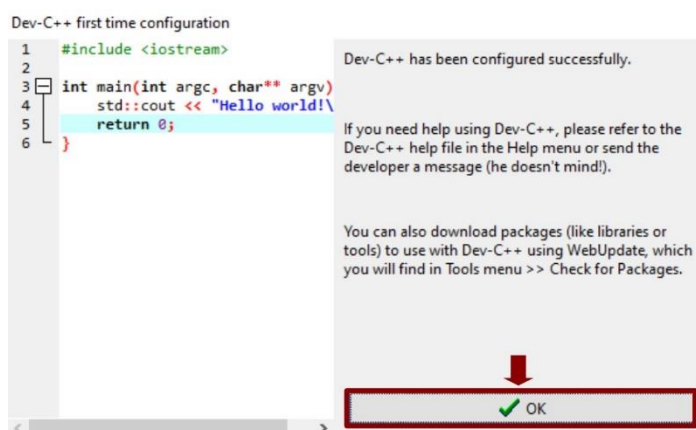 Dev-C++ first time configuration
1 #include <iostream>
2
3 int main(int argc, char** argv)
4 std::cout << "Hello world!\
5 return 0;
6 }
Dev-C++ has been configured successfully.
If you need help using Dev-C++, please refer to the
Dev-C++ help file in the Help menu or send the
developer a message (he doesn't mind!).
You can also download packages (like libraries or
tools) to use with Dev-C++ using WebUpdate, which
you will find in Tools menu >> Check for Packages.
OK